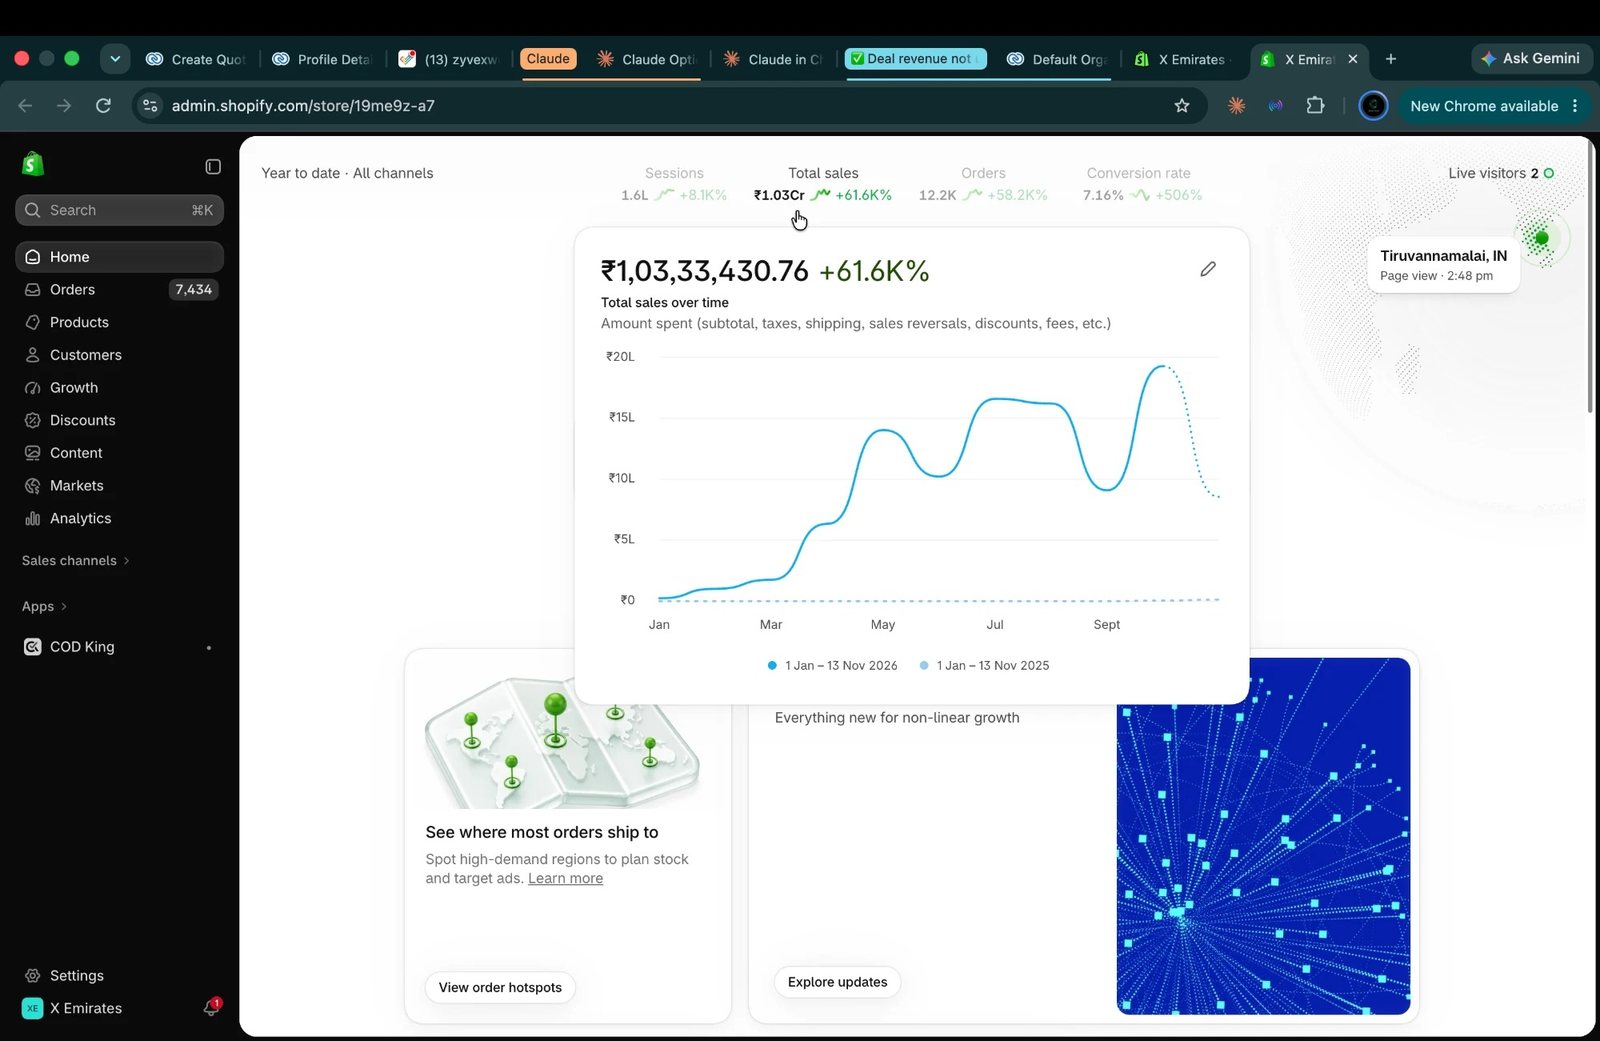 Create Quot
Profile Deta
(13) zyvexw
Claude
Claude Opti
Claude in Ch
✅ Deal revenue not u
Default Orga
X Emirates
X Emirat
Ask Gemini
admin.shopify.com/store/19me9z-a7
New Chrome available
Search ⌘K
Home
Orders 7,434
Products
Customers
Growth
Discounts
Content
Markets
Analytics
Sales channels
Apps
COD King
Settings
XE X Emirates 1
Year to date · All channels
Sessions
1.6L +8.1K%
Total sales
₹1.03Cr +61.6K%
Orders
12.2K +58.2K%
Conversion rate
7.16% +506%
Live visitors 2
Tiruvannamalai, IN
Page view · 2:48 pm
₹1,03,33,430.76 +61.6K%
Total sales over time
Amount spent (subtotal, taxes, shipping, sales reversals, discounts, fees, etc.)
₹20L
₹15L
₹10L
₹5L
₹0
Jan Mar May Jul Sept
1 Jan – 13 Nov 2026 1 Jan – 13 Nov 2025
See where most orders ship to
Spot high-demand regions to plan stock
and target ads. Learn more
View order hotspots
Everything new for non-linear growth
Explore updates